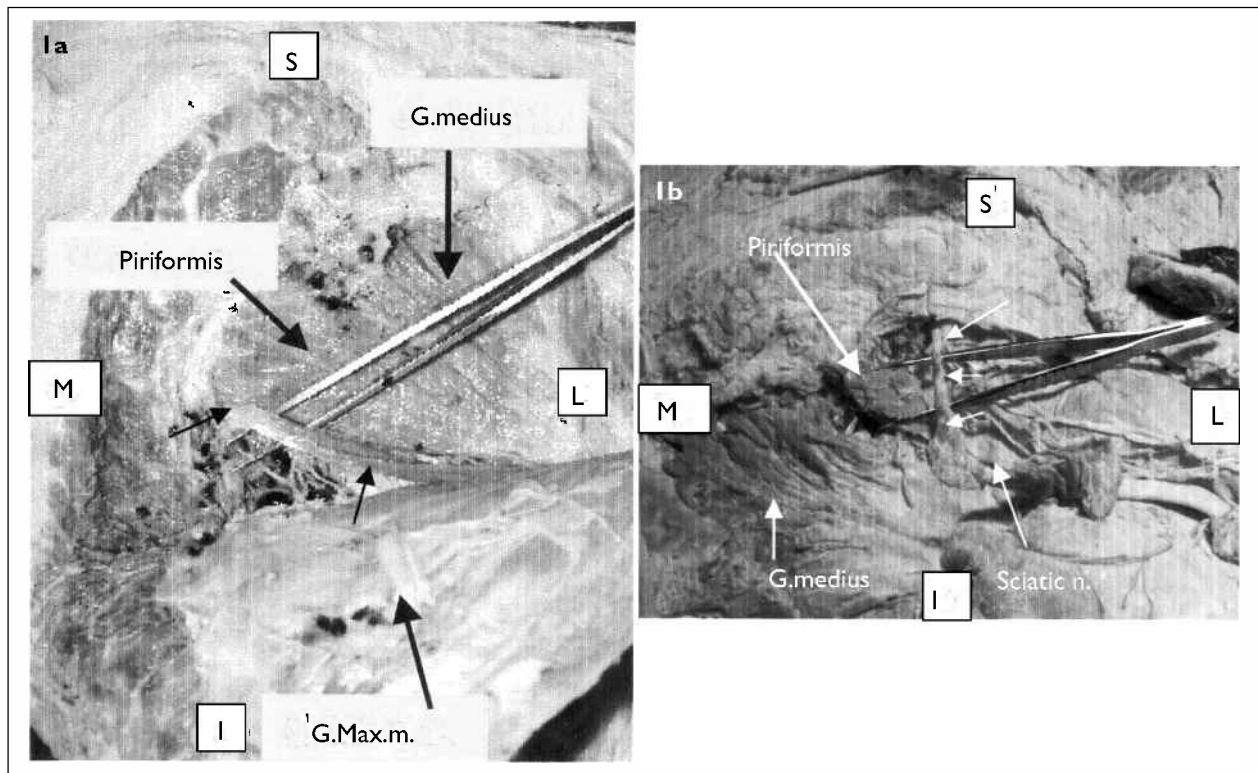 1a
S
G.medius
Piriformis
M
L
I
G.Max.m.
1b
S
Piriformis
M
L
G.medius
I
Sciatic n.